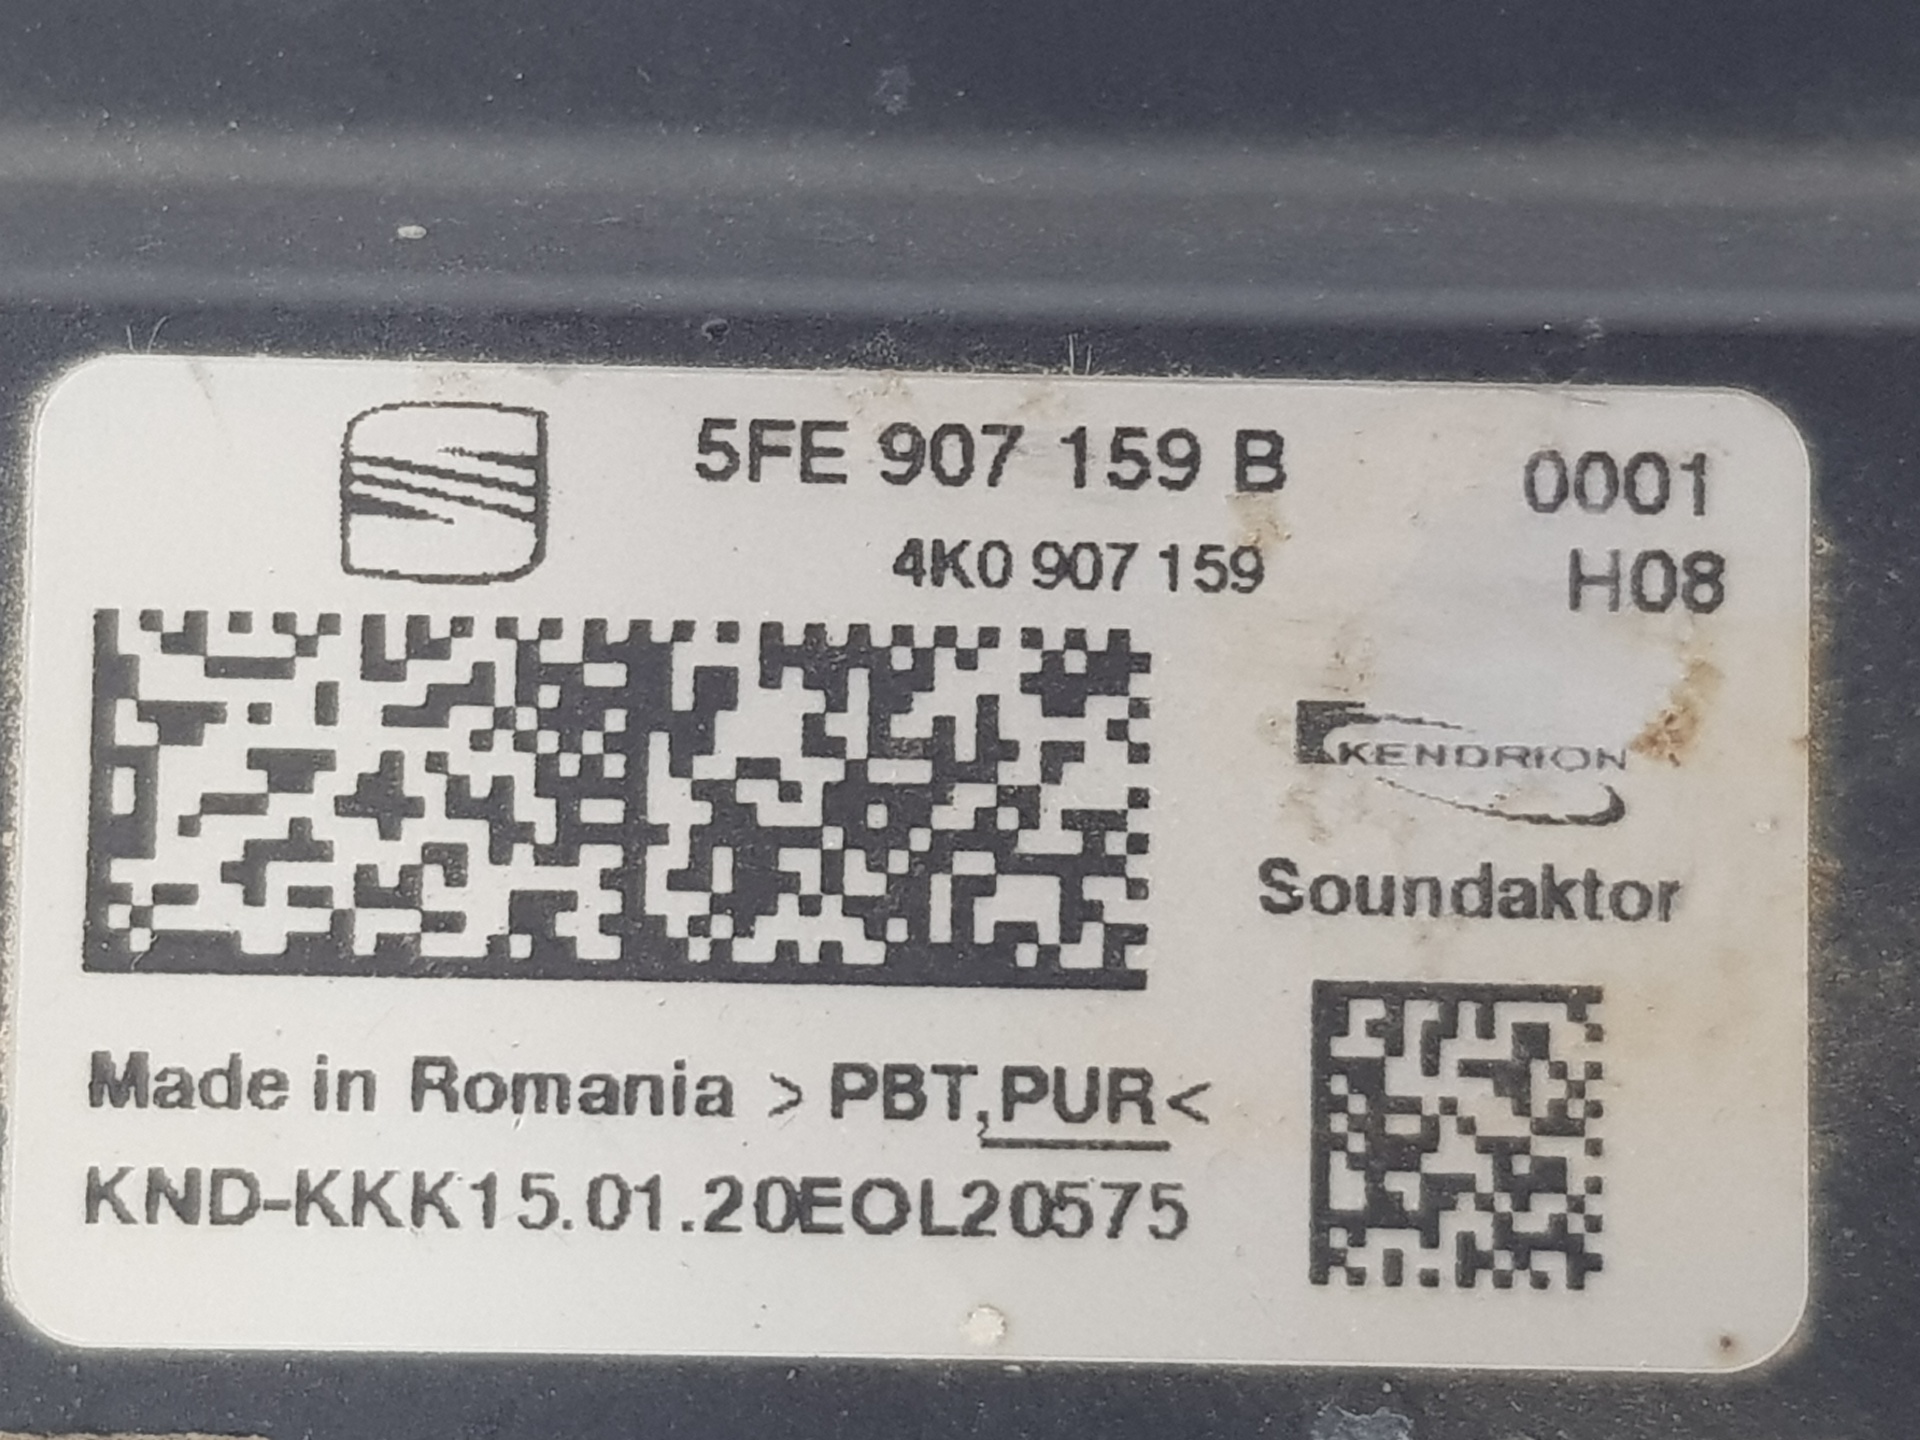 5FE 907 159 B
0001
4K0 907 159
H08
KENDRION
Soundaktor
Made in Romania >PBT,PUR<
KND-KKK15.01.20EOL20575